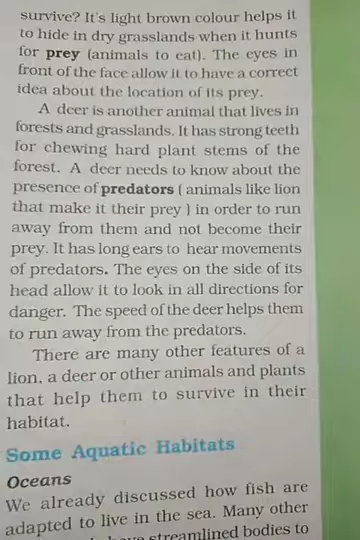 survive? It's light brown colour helps it
to hide in dry grasslands when it hunts
for prey (animals to eat). The eyes in
front of the face allow it to have a correct
idea about the location of its prey.
A deer is another animal that lives in
forests and grasslands. It has strong teeth
for chewing hard plant stems of the
forest. A deer needs to know about the
presence of predators ( animals like lion
that make it their prey ) in order to run
away from them and not become their
prey. It has long ears to hear movements
of predators. The eyes on the side of its
head allow it to look in all directions for
danger. The speed of the deer helps them
to run away from the predators.
There are many other features of a
lion, a deer or other animals and plants
that help them to survive in their
habitat.
Some Aquatic Habitats
Oceans
We already discussed how fish are
adapted to live in the sea. Many other
streamlined bodies to